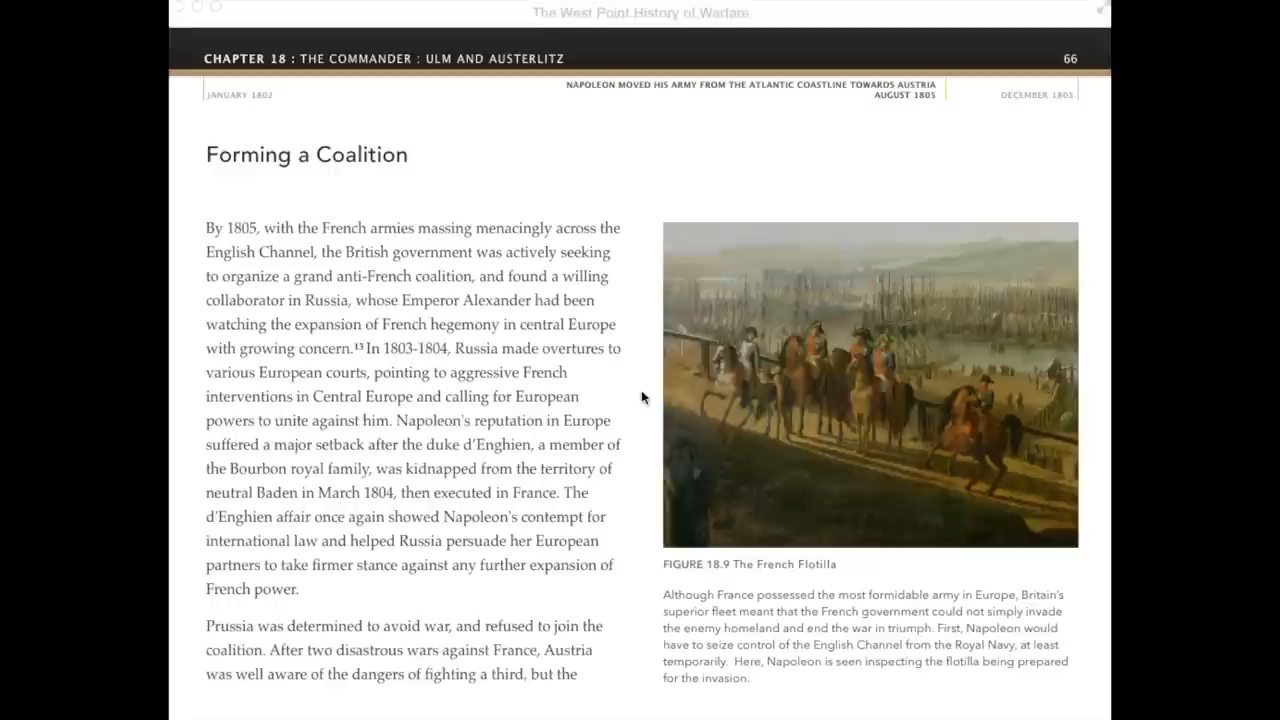 The West Point History of Warfare
CHAPTER 18 : THE COMMANDER : ULM AND AUSTERLITZ
66
JANUARY 1802
NAPOLEON MOVED HIS ARMY FROM THE ATLANTIC COASTLINE TOWARDS AUSTRIA
AUGUST 1805
DECEMBER 1805
Forming a Coalition
By 1805, with the French armies massing menacingly across the
English Channel, the British government was actively seeking
to organize a grand anti-French coalition, and found a willing
collaborator in Russia, whose Emperor Alexander had been
watching the expansion of French hegemony in central Europe
with growing concern.¹³ In 1803-1804, Russia made overtures to
various European courts, pointing to aggressive French
interventions in Central Europe and calling for European
powers to unite against him. Napoleon's reputation in Europe
suffered a major setback after the duke d'Enghien, a member of
the Bourbon royal family, was kidnapped from the territory of
neutral Baden in March 1804, then executed in France. The
d'Enghien affair once again showed Napoleon's contempt for
international law and helped Russia persuade her European
partners to take firmer stance against any further expansion of
French power.
Prussia was determined to avoid war, and refused to join the
coalition. After two disastrous wars against France, Austria
was well aware of the dangers of fighting a third, but the
FIGURE 18.9 The French Flotilla
Although France possessed the most formidable army in Europe, Britain's
superior fleet meant that the French government could not simply invade
the enemy homeland and end the war in triumph. First, Napoleon would
have to seize control of the English Channel from the Royal Navy, at least
temporarily. Here, Napoleon is seen inspecting the flotilla being prepared
for the invasion.